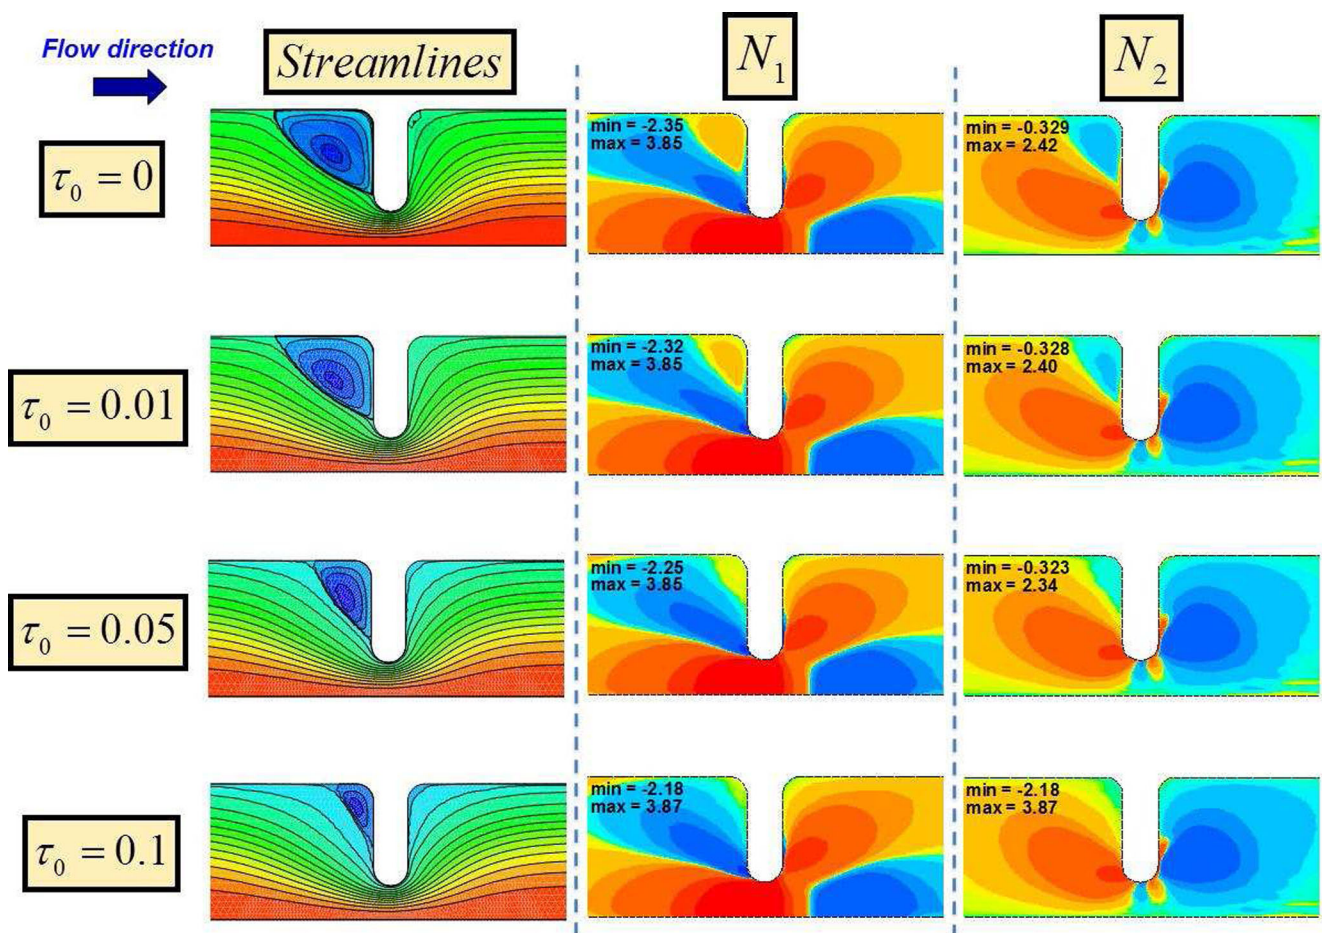 Flow direction
Streamlines
N₁
N₂
τ₀ = 0
min = -2.35
max = 3.85
min = -0.329
max = 2.42
τ₀ = 0.01
min = -2.32
max = 3.85
min = -0.328
max = 2.40
τ₀ = 0.05
min = -2.25
max = 3.85
min = -0.323
max = 2.34
τ₀ = 0.1
min = -2.18
max = 3.87
min = -2.18
max = 3.87